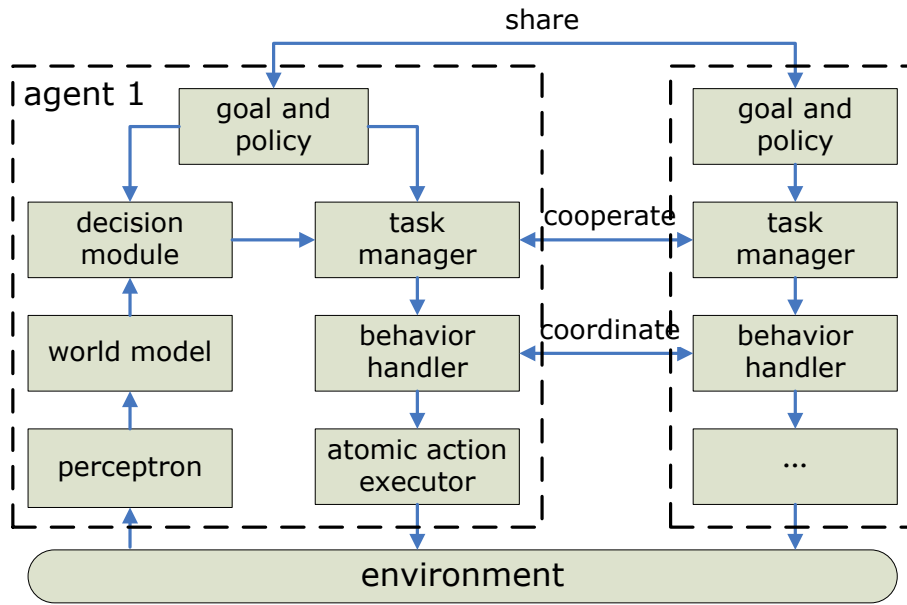 share
agent 1
goal and
policy
goal and
policy
decision
module
task
manager
cooperate
task
manager
world model
behavior
handler
coordinate
behavior
handler
perceptron
atomic action
executor
...
environment